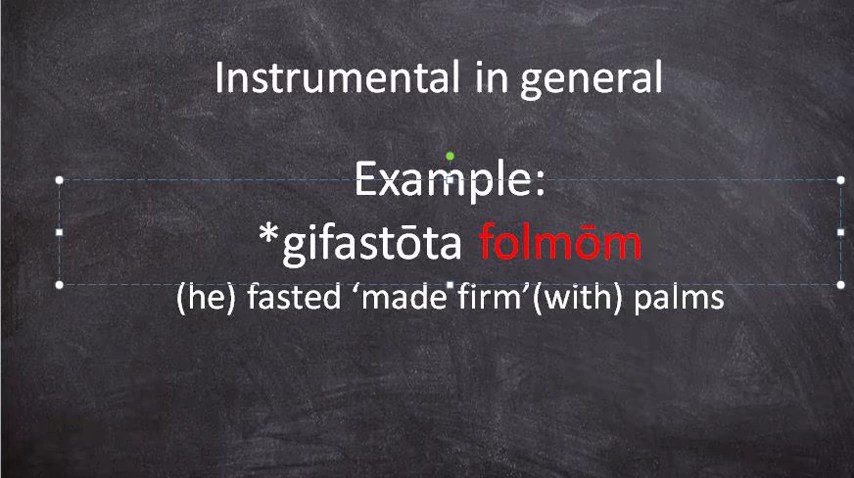 Instrumental in general
Example:
*gifastōta folmōm
(he) fasted ‘made firm’(with) palms